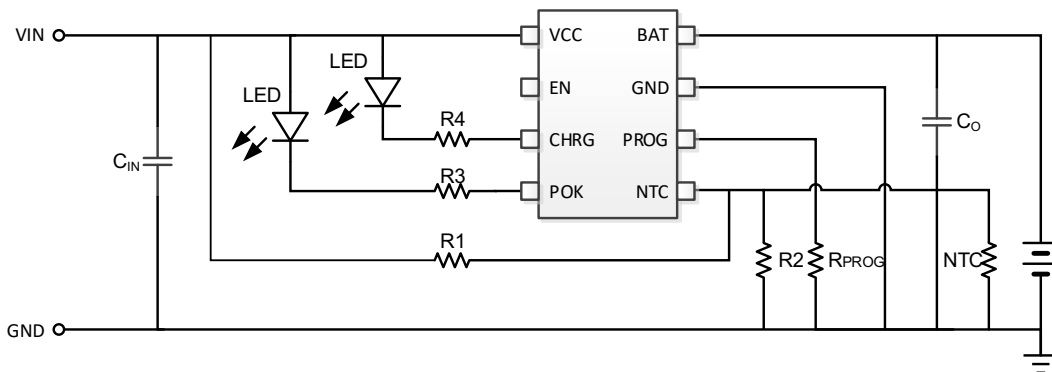 VIN
VCC
BAT
LED
LED
EN
GND
R4
CHRG
PROG
CIN
CO
R3
POK
NTC
R1
R2
RPROG
NTC
GND